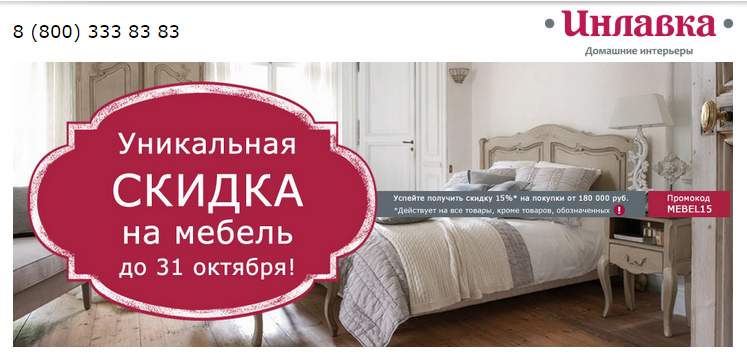 8 (800) 333 83 83
Инлавка
Домашние интерьеры
Уникальная
СКИДКА
на мебель
до 31 октября!
Успейте получить скидку 15%* на покупки от 180 000 руб.
*Действует на все товары, кроме товаров, обозначенных !
Промокод
MEBEL15